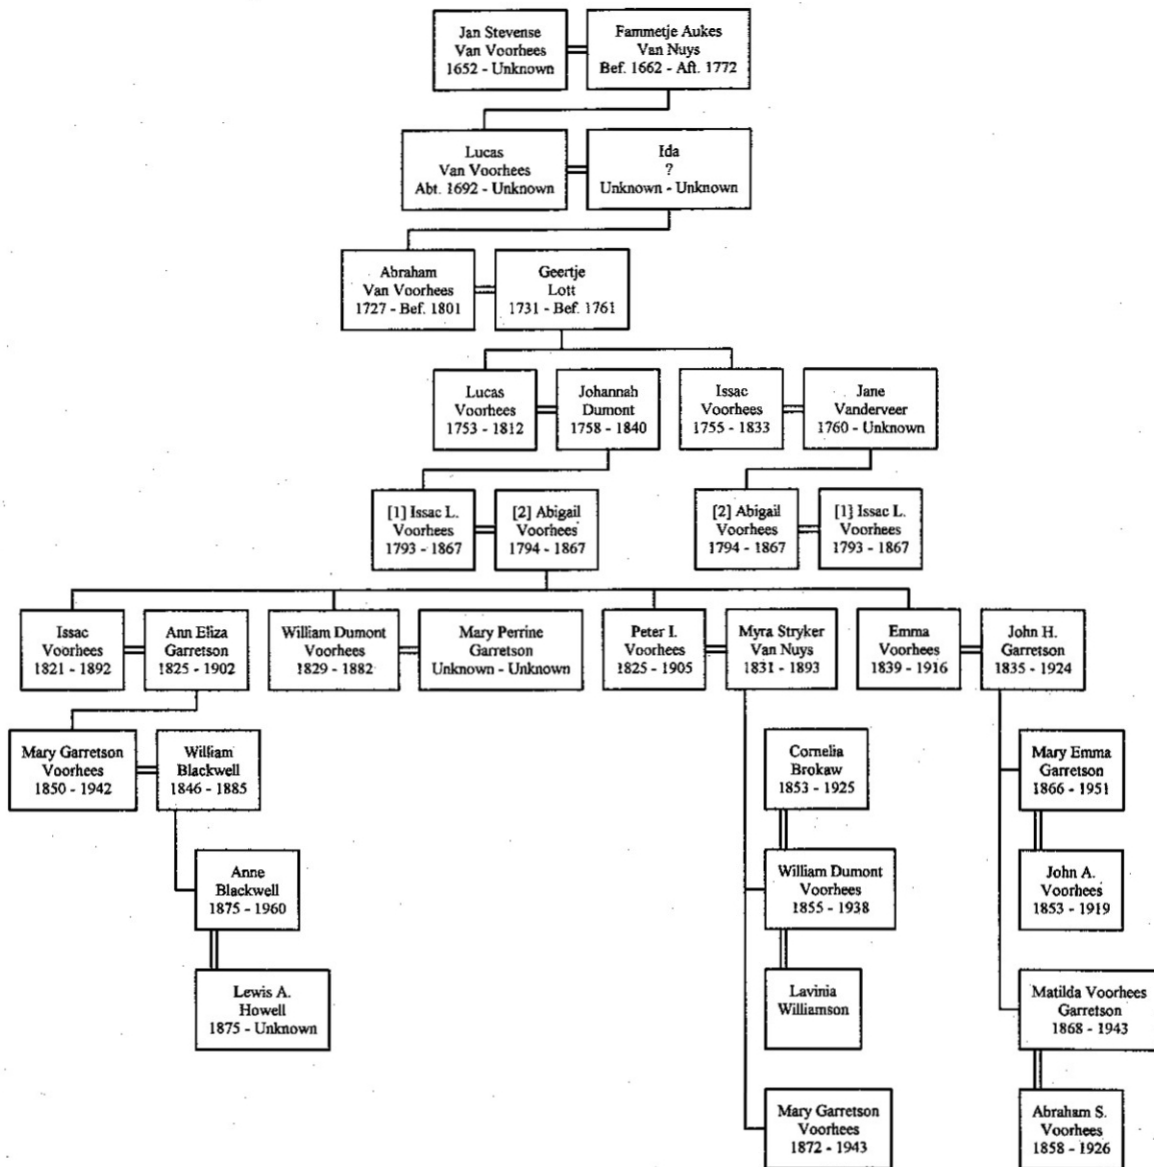 Jan Stevense
Van Voorhees
1652 - Unknown
Fammetje Aukes
Van Nuys
Bef. 1662 - Aft. 1772
Lucas
Van Voorhees
Abt. 1692 - Unknown
Ida
?
Unknown - Unknown
Abraham
Van Voorhees
1727 - Bef. 1801
Geertje
Lott
1731 - Bef. 1761
Lucas
Voorhees
1753 - 1812
Johannah
Dumont
1758 - 1840
Issac
Voorhees
1755 - 1833
Jane
Vanderveer
1760 - Unknown
[1] Issac L.
Voorhees
1793 - 1867
[2] Abigail
Voorhees
1794 - 1867
[2] Abigail
Voorhees
1794 - 1867
[1] Issac L.
Voorhees
1793 - 1867
Issac
Voorhees
1821 - 1892
Ann Eliza
Garretson
1825 - 1902
William Dumont
Voorhees
1829 - 1882
Mary Perrine
Garretson
Unknown - Unknown
Peter I.
Voorhees
1825 - 1905
Myra Stryker
Van Nuys
1831 - 1893
Emma
Voorhees
1839 - 1916
John H.
Garretson
1835 - 1924
Mary Garretson
Voorhees
1850 - 1942
William
Blackwell
1846 - 1885
Cornelia
Brokaw
1853 - 1925
Mary Emma
Garretson
1866 - 1951
Anne
Blackwell
1875 - 1960
William Dumont
Voorhees
1855 - 1938
John A.
Voorhees
1853 - 1919
Lewis A.
Howell
1875 - Unknown
Lavinia
Williamson
Matilda Voorhees
Garretson
1868 - 1943
Mary Garretson
Voorhees
1872 - 1943
Abraham S.
Voorhees
1858 - 1926